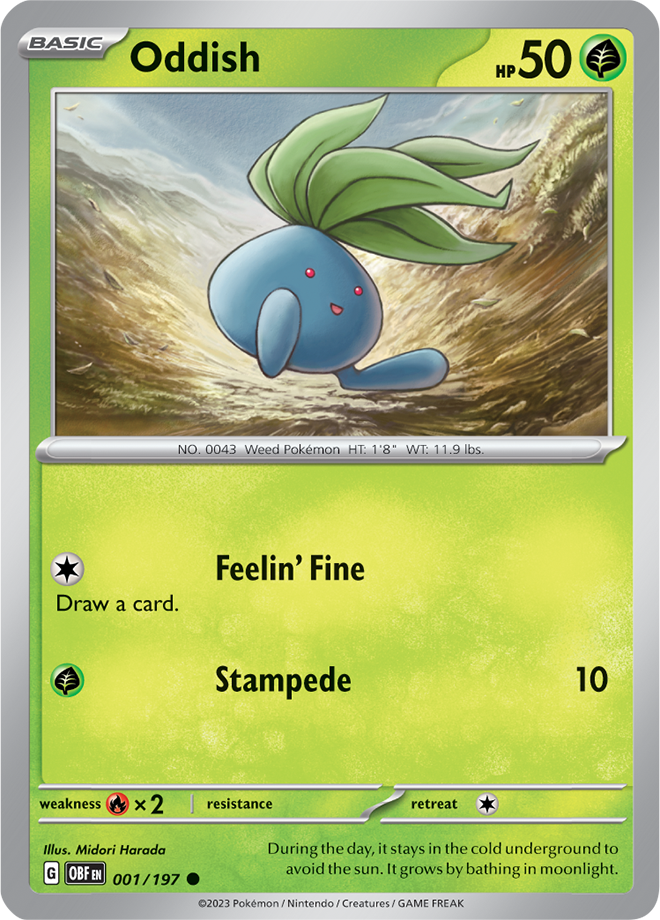 BASIC
Oddish
HP 50
NO. 0043 Weed Pokémon HT: 1'8" WT: 11.9 lbs.
Feelin' Fine
Draw a card.
Stampede 10
weakness ×2 resistance retreat
Illus. Midori Harada
G OBF EN 001/197
During the day, it stays in the cold underground to
avoid the sun. It grows by bathing in moonlight.
©2023 Pokémon / Nintendo / Creatures / GAME FREAK